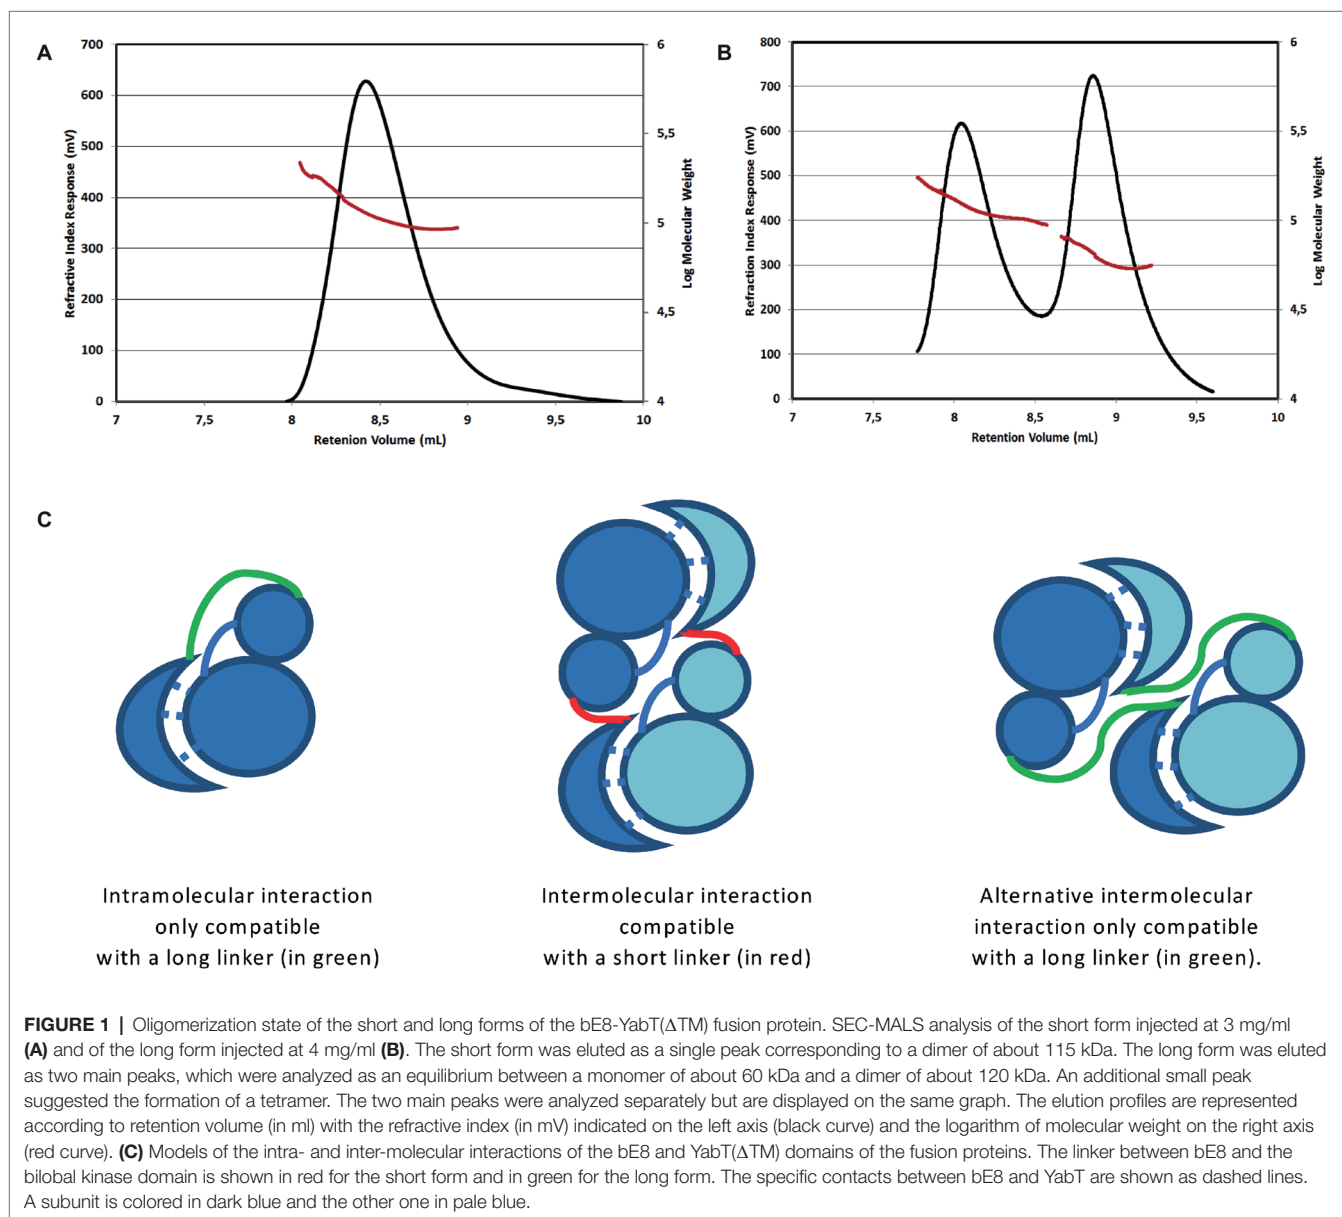 A
700
600
500
400
300
200
100
0
Refractive Index Response (mV)
7
7,5
8
8,5
9
9,5
10
Retenion Volume (mL)
6
5,5
5
4,5
4
Log Molecular Weight
B
800
700
600
500
400
300
200
100
0
Refraction Index Response (mV)
7
7,5
8
8,5
9
9,5
10
Retention Volume (mL)
6
5,5
5
4,5
4
Log Molecular Weight
C
Intramolecular interaction
only compatible
with a long linker (in green)
Intermolecular interaction
compatible
with a short linker (in red)
Alternative intermolecular
interaction only compatible
with a long linker (in green).
FIGURE 1 | Oligomerization state of the short and long forms of the bE8-YabT(ΔTM) fusion protein. SEC-MALS analysis of the short form injected at 3 mg/ml
(A) and of the long form injected at 4 mg/ml (B). The short form was eluted as a single peak corresponding to a dimer of about 115 kDa. The long form was eluted
as two main peaks, which were analyzed as an equilibrium between a monomer of about 60 kDa and a dimer of about 120 kDa. An additional small peak
suggested the formation of a tetramer. The two main peaks were analyzed separately but are displayed on the same graph. The elution profiles are represented
according to retention volume (in ml) with the refractive index (in mV) indicated on the left axis (black curve) and the logarithm of molecular weight on the right axis
(red curve). (C) Models of the intra- and inter-molecular interactions of the bE8 and YabT(ΔTM) domains of the fusion proteins. The linker between bE8 and the
bilobal kinase domain is shown in red for the short form and in green for the long form. The specific contacts between bE8 and YabT are shown as dashed lines.
A subunit is colored in dark blue and the other one in pale blue.